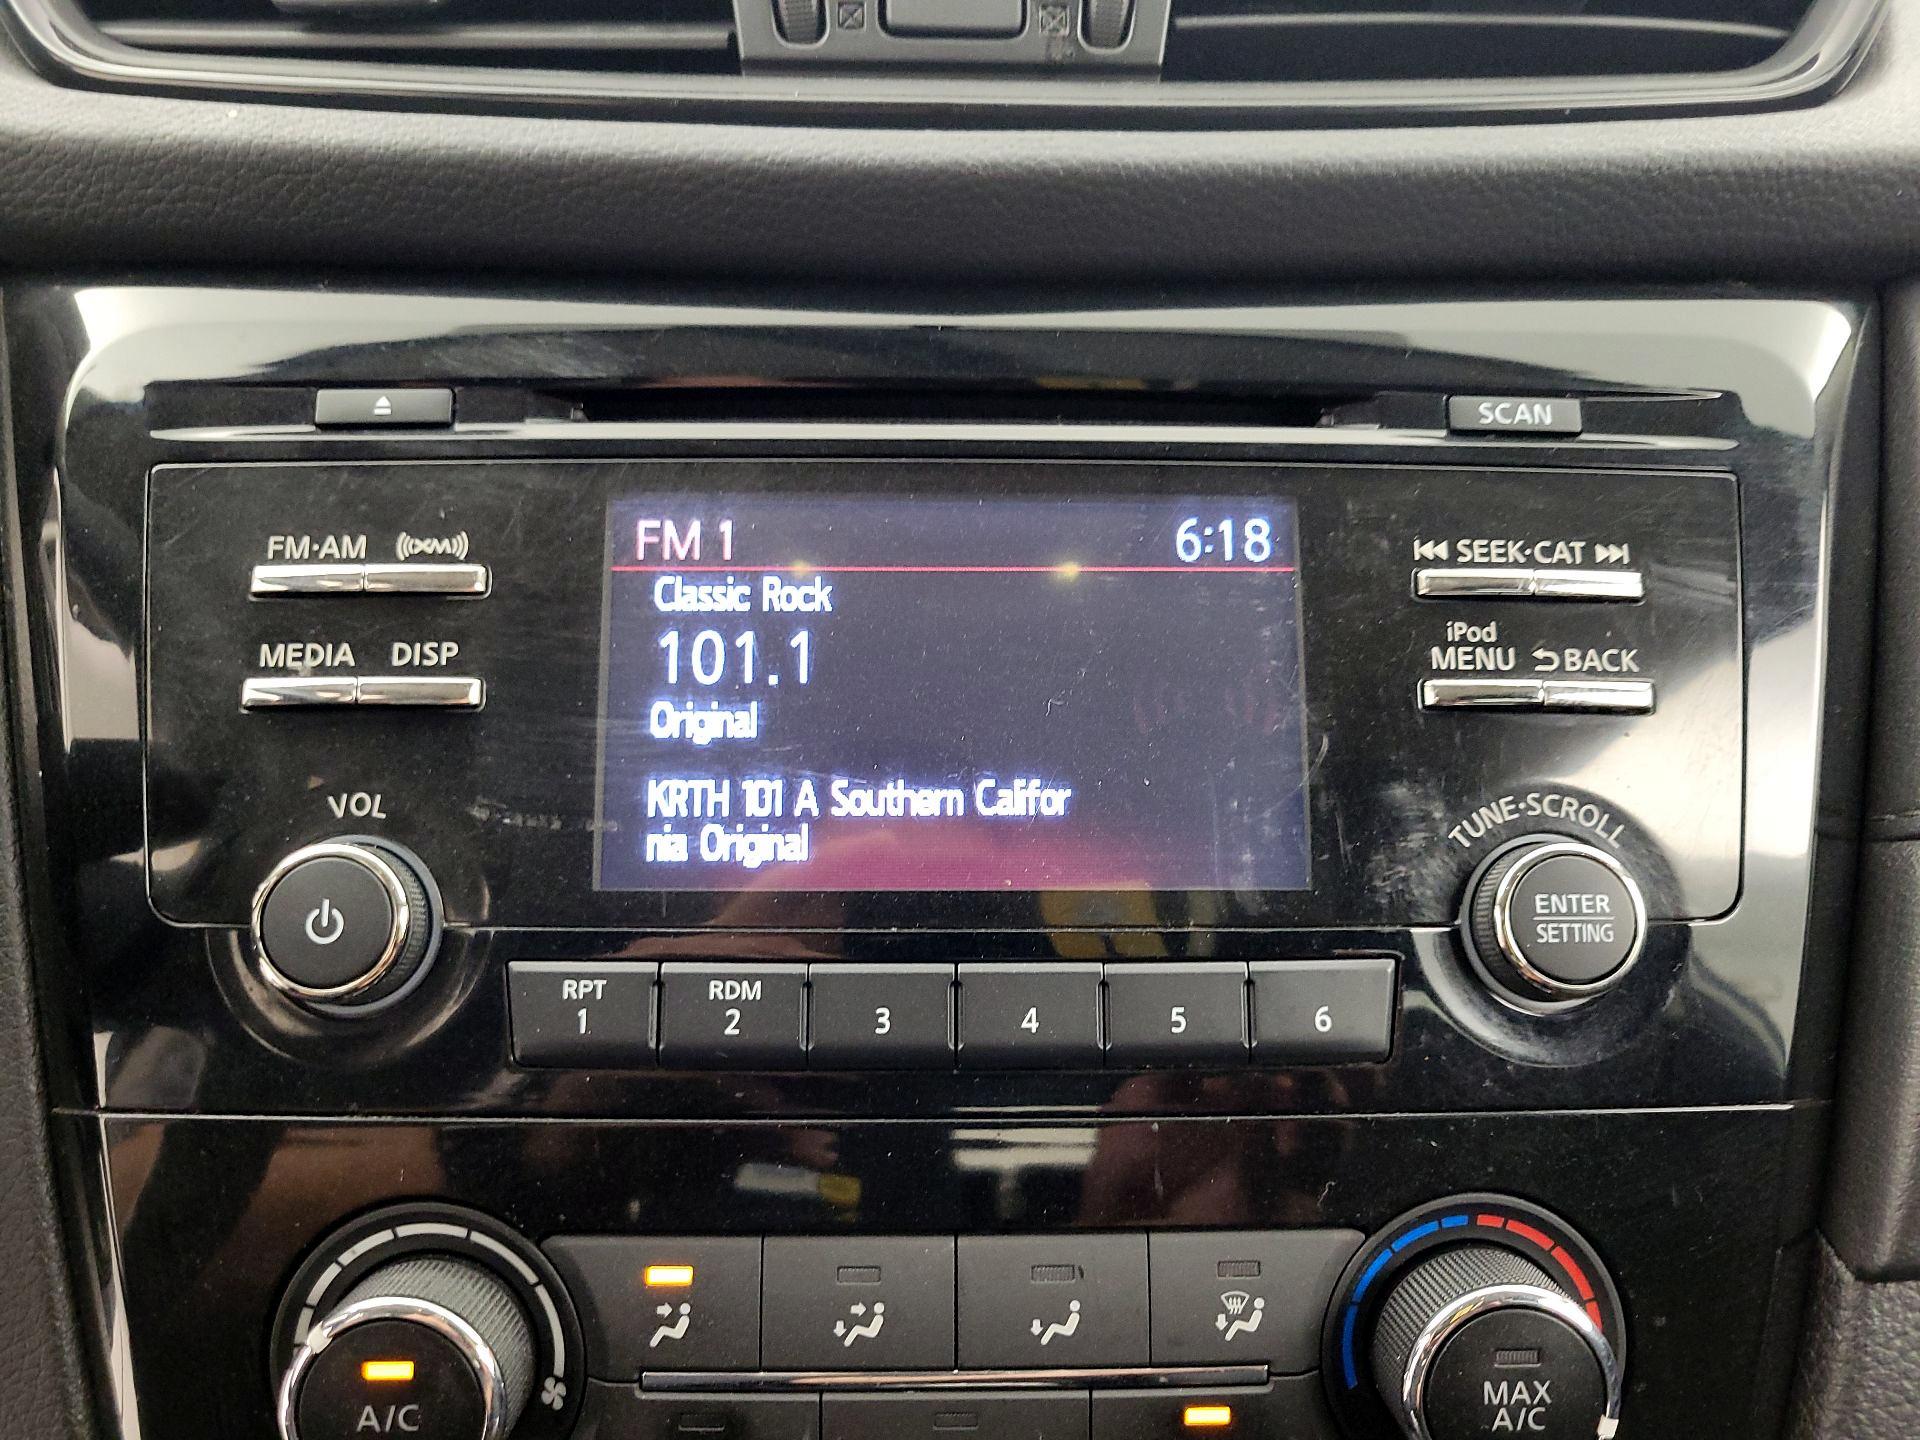 SCAN
FM·AM
((XM))
FM 1
6:18
SEEK·CAT
Classic Rock
101.1
iPod
MENU
BACK
MEDIA
DISP
Original
KRTH 101 A Southern Califor
nia Original
VOL
TUNE·SCROLL
ENTER
SETTING
RPT
1
RDM
2
3
4
5
6
A/C
MAX
A/C